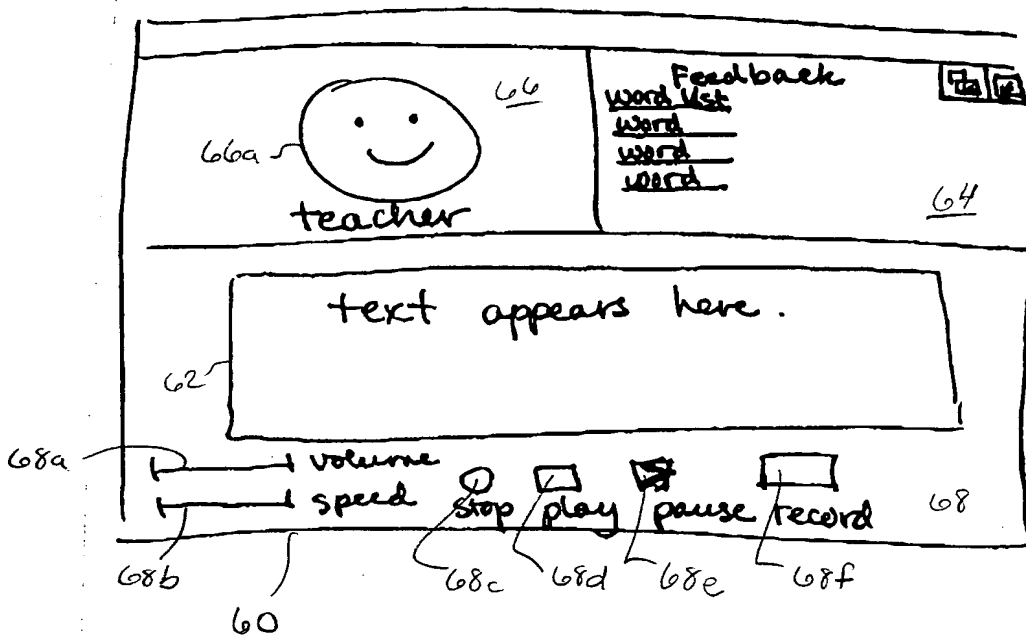 Feedback
66
word list
word
66a
word
word
64
teacher
text appears here.
62
68a
volume
speed
stop play pause record
68
68b
68c
68d
68e
68f
60